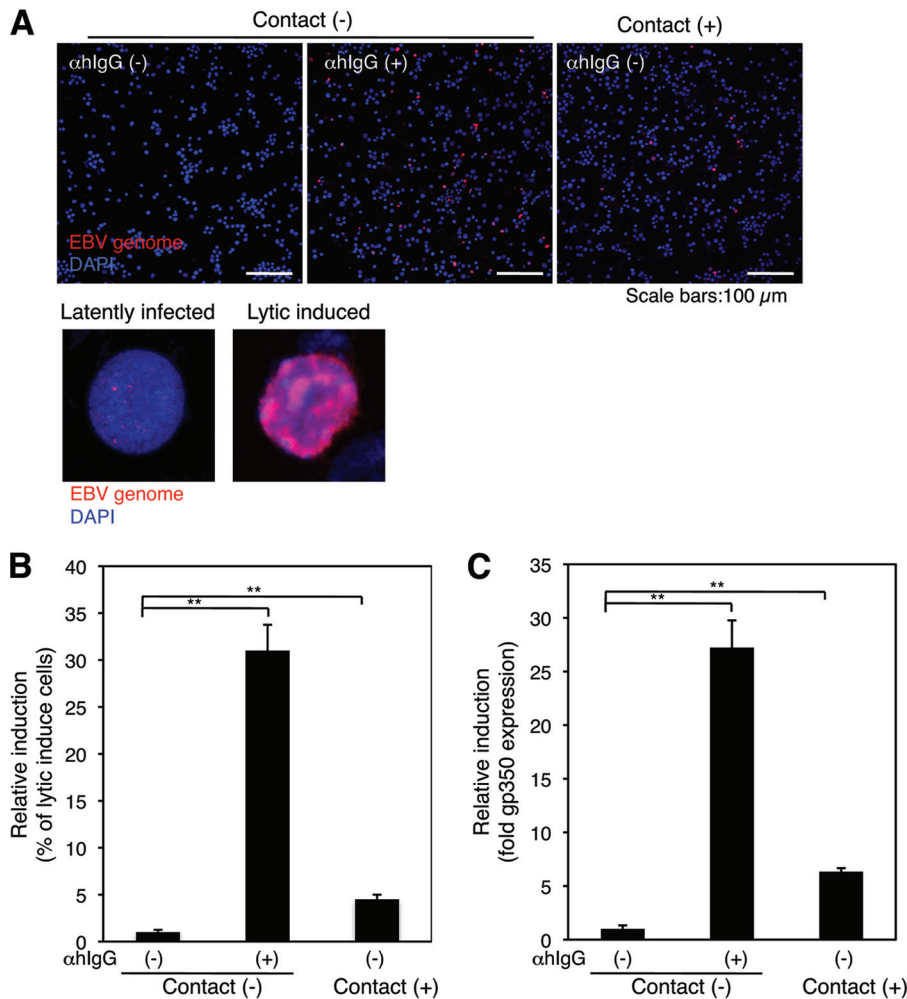 A
Contact (-)
Contact (+)
αhIgG (-)
αhIgG (+)
αhIgG (-)
EBV genome
DAPI
Scale bars:100 µm
Latently infected
Lytic induced
EBV genome
DAPI
B
Relative induction
(% of lytic induce cells)
40
35
30
25
20
15
10
5
0
**
**
αhIgG
(-)
(+)
(-)
Contact (-)
Contact (+)
C
Relative induction
(fold gp350 expression)
35
30
25
20
15
10
5
0
**
**
αhIgG
(-)
(+)
(-)
Contact (-)
Contact (+)